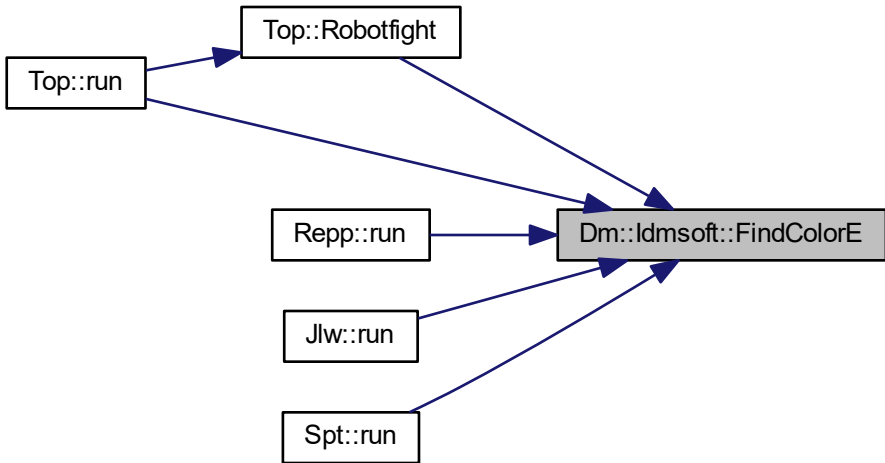 Top::Robotfight
Top::run
Repp::run
Dm::Idmsoft::FindColorE
Jlw::run
Spt::run